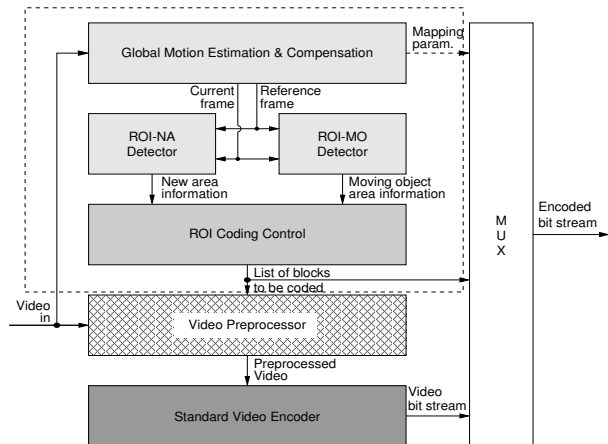 Global Motion Estimation & Compensation
Mapping
param.
Current
frame
Reference
frame
ROI-NA
Detector
ROI-MO
Detector
New area
information
Moving object
area information
ROI Coding Control
M
U
X
Encoded
bit stream
List of blocks
to be coded
Video
in
Video Preprocessor
Preprocessed
Video
Standard Video Encoder
Video
bit stream